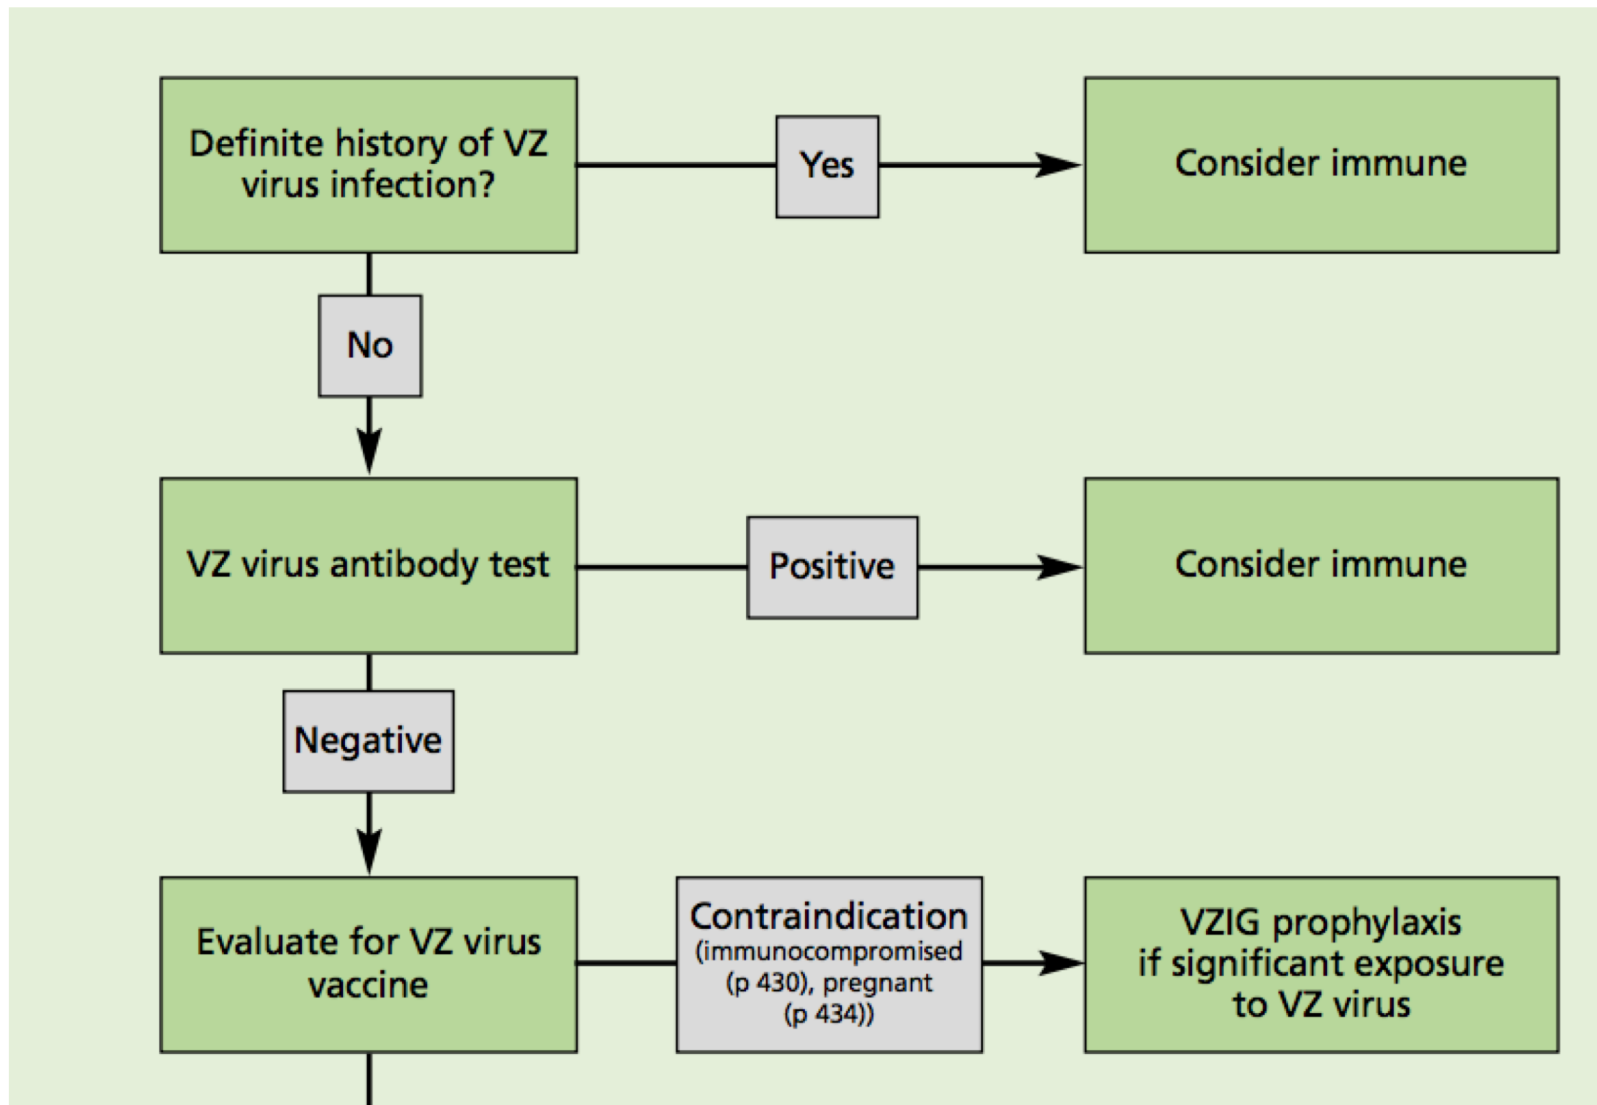 Definite history of VZ
virus infection?
Yes
Consider immune
No
VZ virus antibody test
Positive
Consider immune
Negative
Evaluate for VZ virus
vaccine
Contraindication
(immunocompromised
(p 430), pregnant
(p 434))
VZIG prophylaxis
if significant exposure
to VZ virus